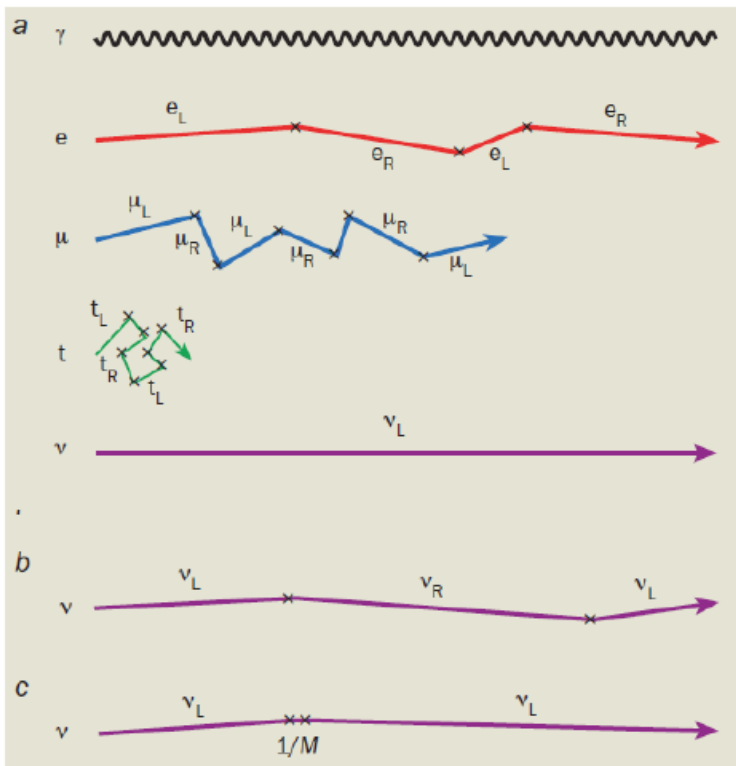 a γ
e_L e_R
e
e_R e_L
μ_L μ_L μ_R
μ
μ_R μ_R μ_L
t_L t_R
t
t_R t_L
ν_L
ν
b
ν_L ν_R ν_L
ν
c
ν_L ν_L
ν
1/M